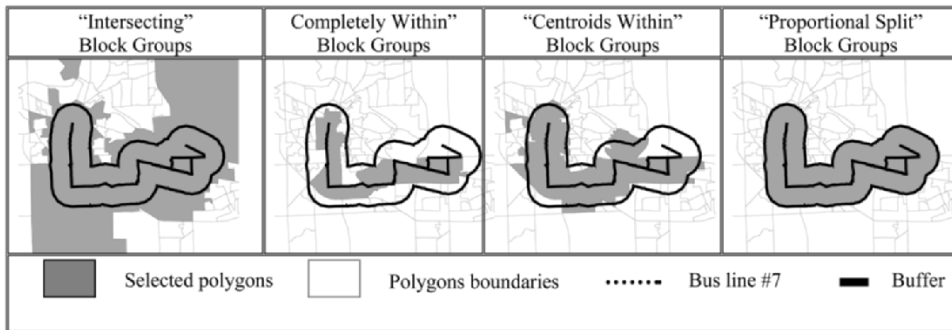 “Intersecting”
Block Groups
Completely Within”
Block Groups
“Centroids Within”
Block Groups
“Proportional Split”
Block Groups
Selected polygons
Polygons boundaries
Bus line #7
Buffer